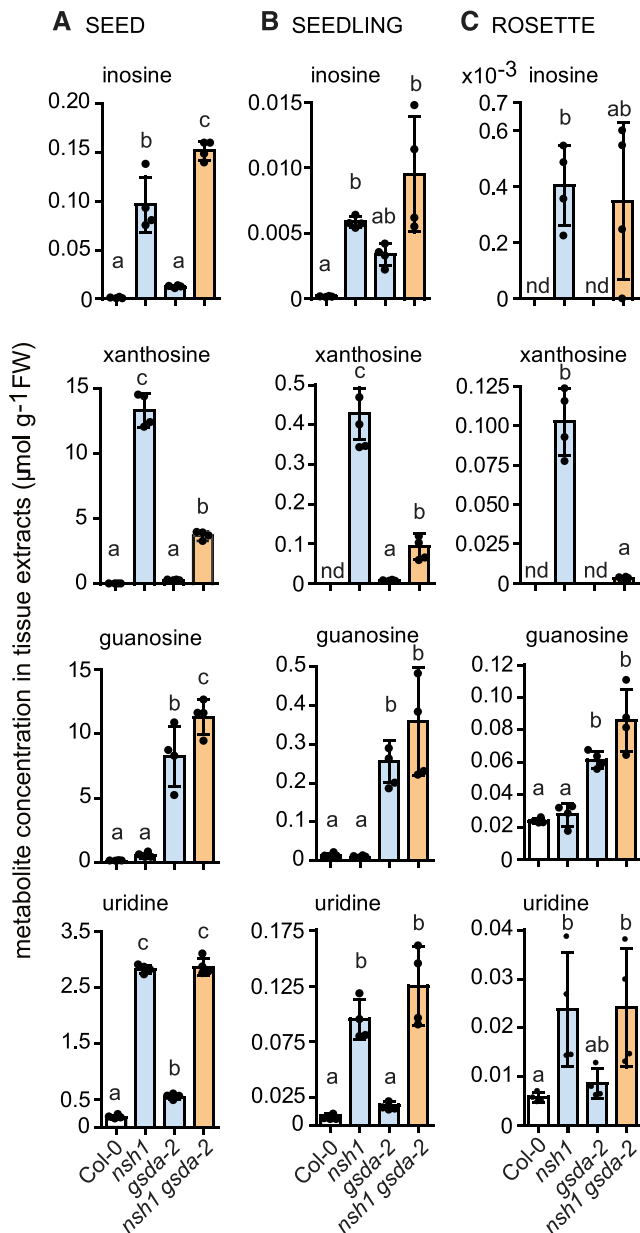 A SEED
B SEEDLING
C ROSETTE
metabolite concentration in tissue extracts (µmol g-1FW)
inosine
0.20
0.15
0.10
0.05
0
a
b
a
c
inosine
0.015
0.010
0.005
0
a
b
ab
b
x10-3 inosine
0.7
0.6
0.4
0.2
0
nd
b
nd
ab
xanthosine
15
10
5
0
a
c
a
b
xanthosine
0.5
0.4
0.3
0.2
0.1
0
nd
c
a
b
xanthosine
0.125
0.100
0.075
0.050
0.025
0
nd
b
nd
a
guanosine
15
10
5
0
a
a
b
c
guanosine
0.5
0.4
0.3
0.2
0.1
0
a
a
b
b
guanosine
0.12
0.10
0.08
0.06
0.04
0.02
0
a
a
b
b
uridine
3.5
2.5
1.5
0.5
0
a
c
b
c
uridine
0.175
0.125
0.075
0.025
0
a
b
a
b
uridine
0.04
0.03
0.02
0.01
0
a
b
ab
b
Col-0
nsh1
gsda-2
nsh1 gsda-2
Col-0
nsh1
gsda-2
nsh1 gsda-2
Col-0
nsh1
gsda-2
nsh1 gsda-2